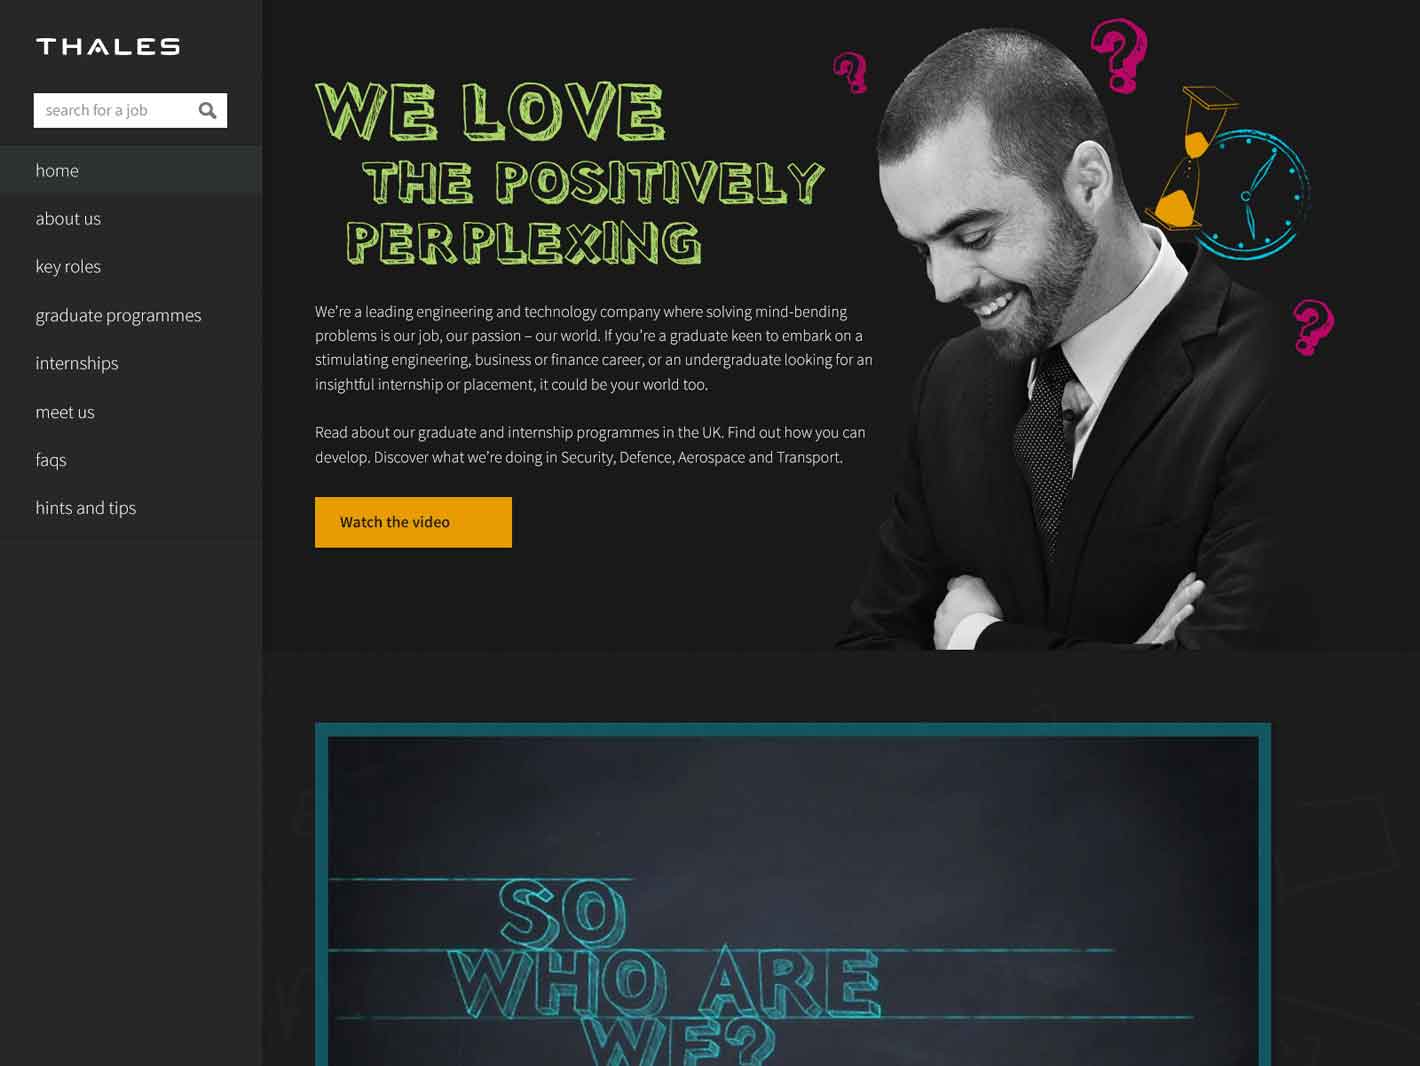 THALES
search for a job
home
about us
key roles
graduate programmes
internships
meet us
faqs
hints and tips
WE LOVE
THE POSITIVELY
PERPLEXING
We're a leading engineering and technology company where solving mind-bending
problems is our job, our passion – our world. If you're a graduate keen to embark on a
stimulating engineering, business or finance career, or an undergraduate looking for an
insightful internship or placement, it could be your world too.
Read about our graduate and internship programmes in the UK. Find out how you can
develop. Discover what we're doing in Security, Defence, Aerospace and Transport.
Watch the video
?
?
?
SO
WHO ARE
WE?